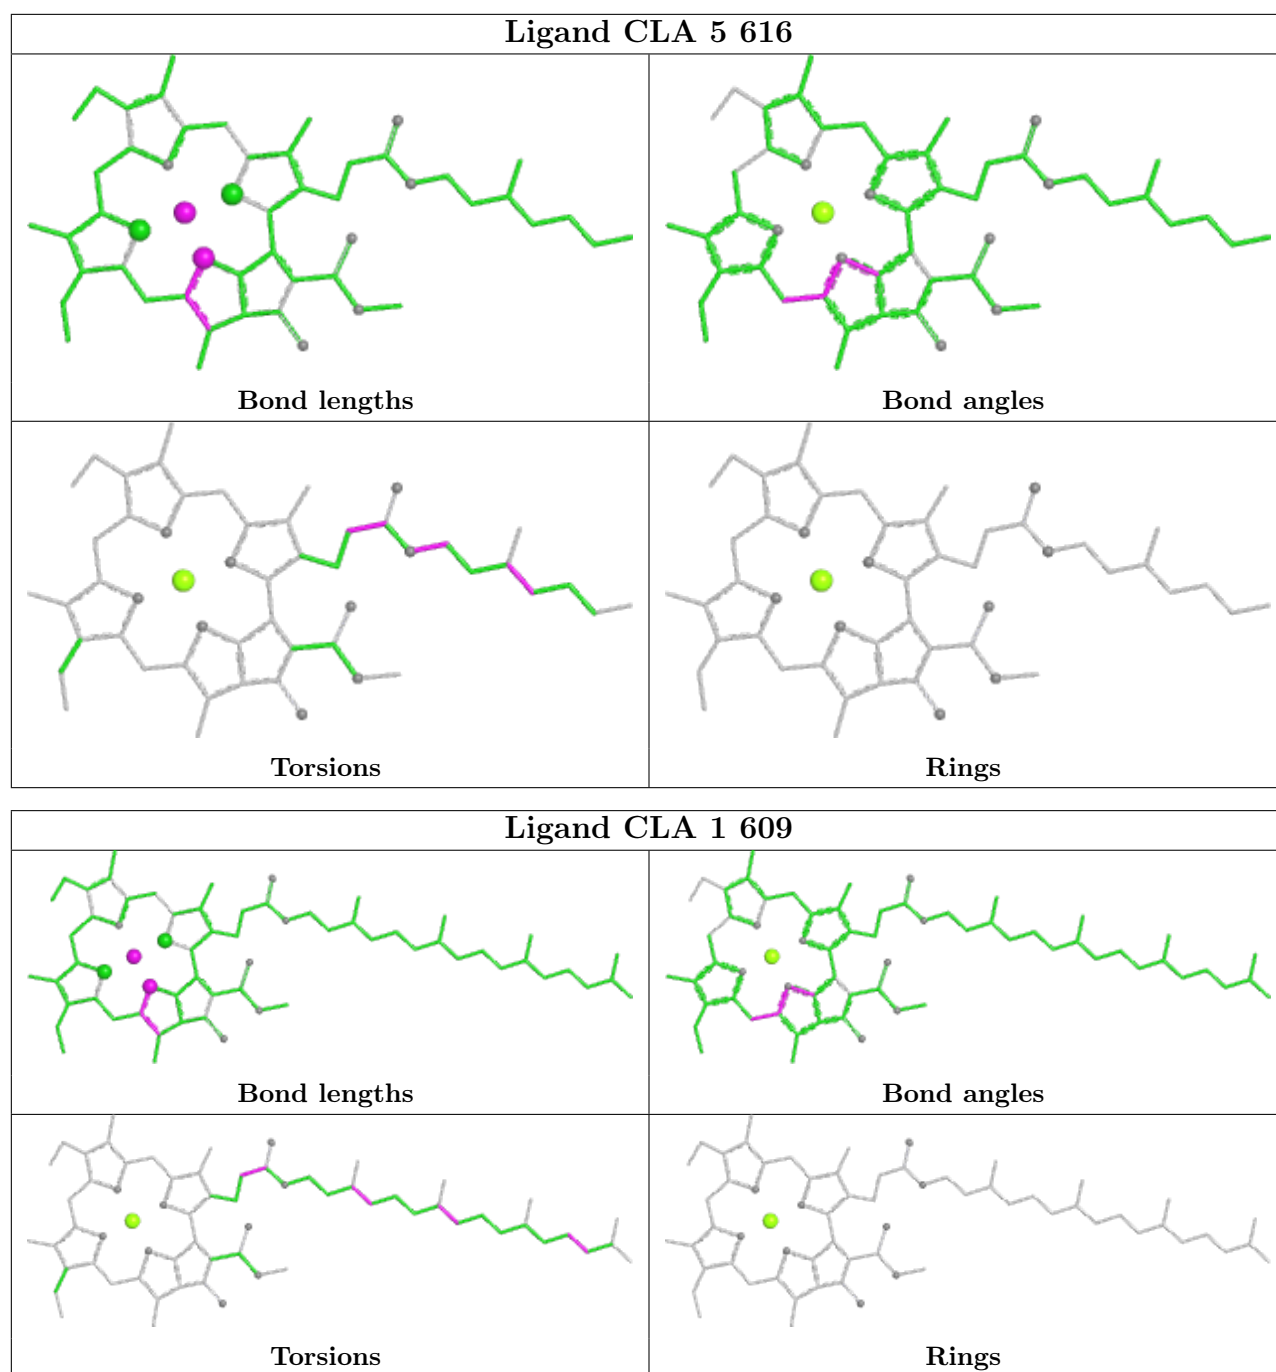 Ligand CLA 5 616
Bond lengths
Bond angles
Torsions
Rings
Ligand CLA 1 609
Bond lengths
Bond angles
Torsions
Rings